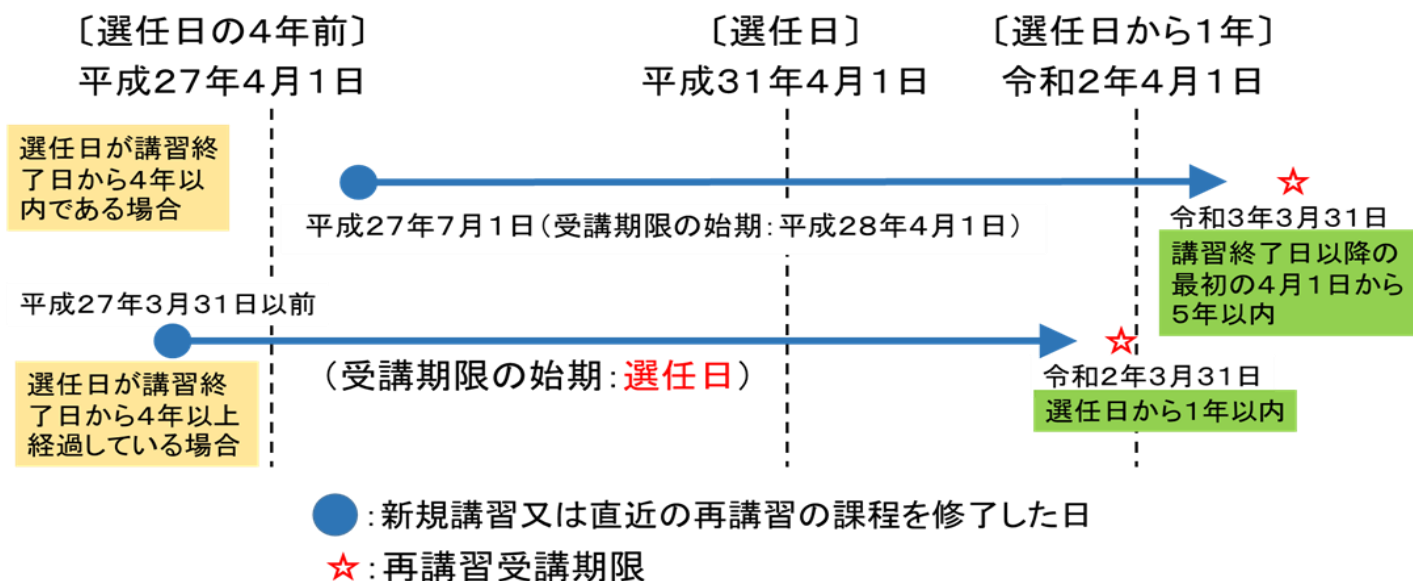 〔選任日の4年前〕
平成27年4月1日
〔選任日〕
平成31年4月1日
〔選任日から1年〕
令和2年4月1日
選任日が講習終
了日から4年以
内である場合
平成27年7月1日（受講期限の始期：平成28年4月1日）
令和3年3月31日
講習終了日以降の
最初の4月1日から
5年以内
平成27年3月31日以前
選任日が講習終
了日から4年以上
経過している場合
（受講期限の始期：選任日）
令和2年3月31日
選任日から1年以内
：新規講習又は直近の再講習の課程を修了した日
☆：再講習受講期限